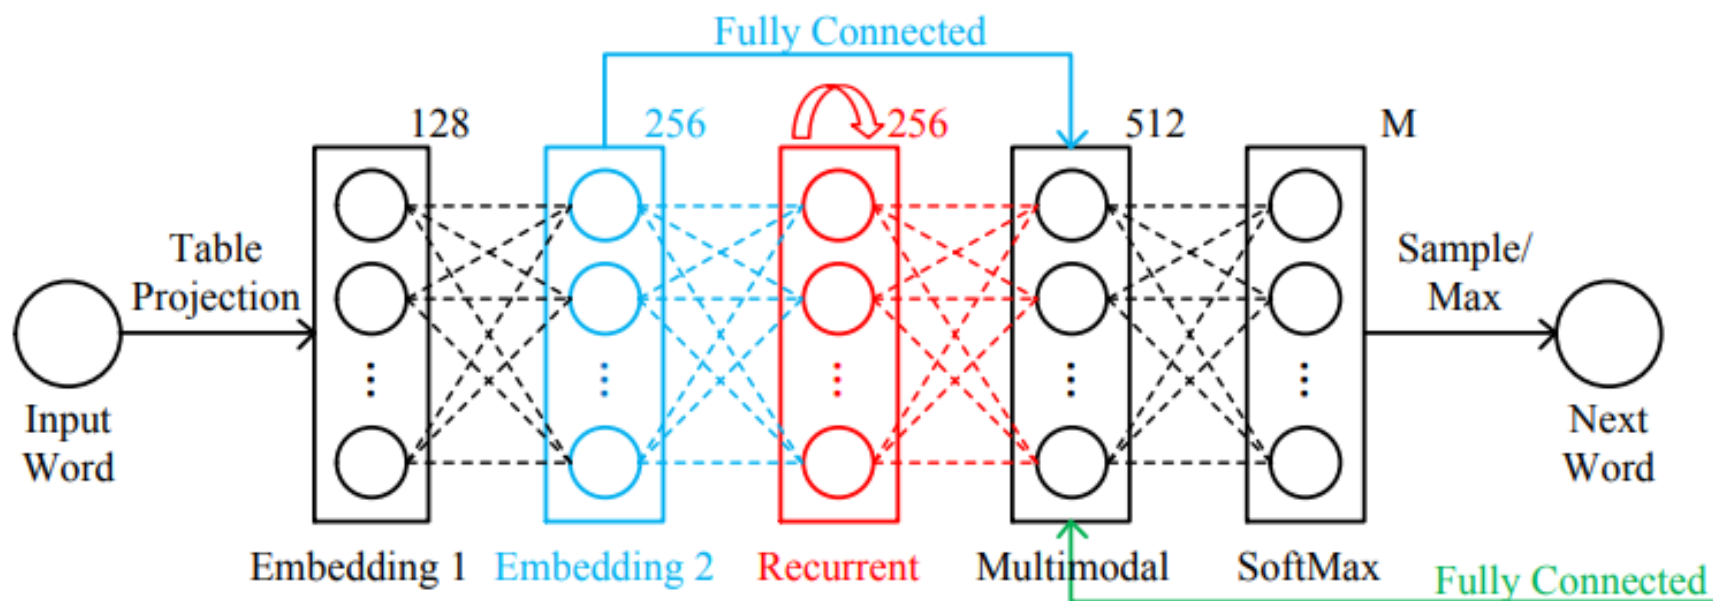 Fully Connected
128
256
256
512
M
Table
Projection
Sample/
Max
Input
Word
Next
Word
Embedding 1
Embedding 2
Recurrent
Multimodal
SoftMax
Fully Connected